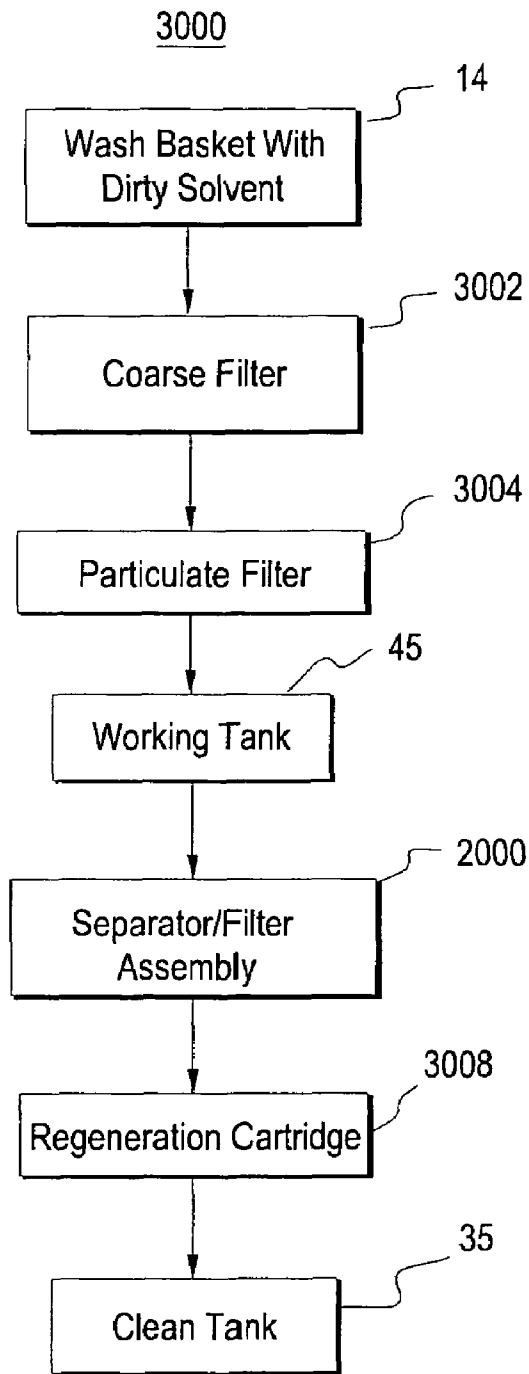 3000
14
Wash Basket With
Dirty Solvent
3002
Coarse Filter
3004
Particulate Filter
45
Working Tank
2000
Separator/Filter
Assembly
3008
Regeneration Cartridge
35
Clean Tank